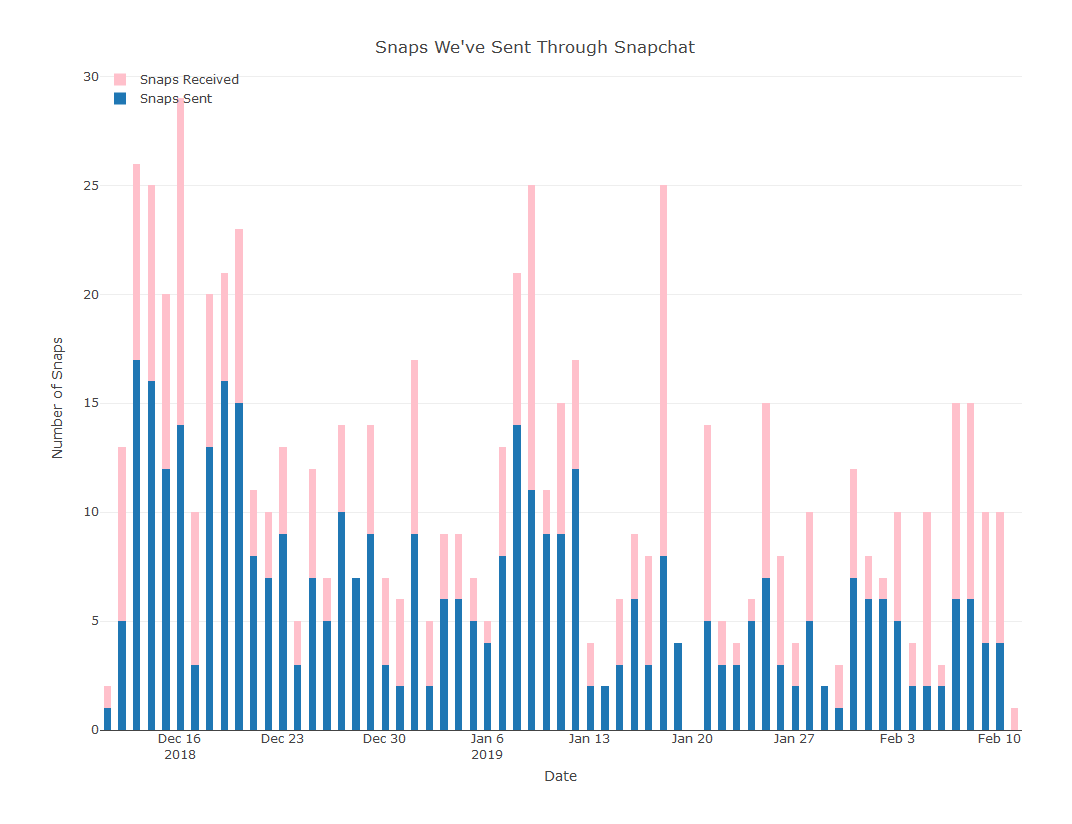 Snaps We've Sent Through Snapchat
Snaps Received
Snaps Sent
30
25
20
15
10
5
0
Number of Snaps
Dec 16
2018
Dec 23
Dec 30
Jan 6
2019
Jan 13
Jan 20
Jan 27
Feb 3
Feb 10
Date